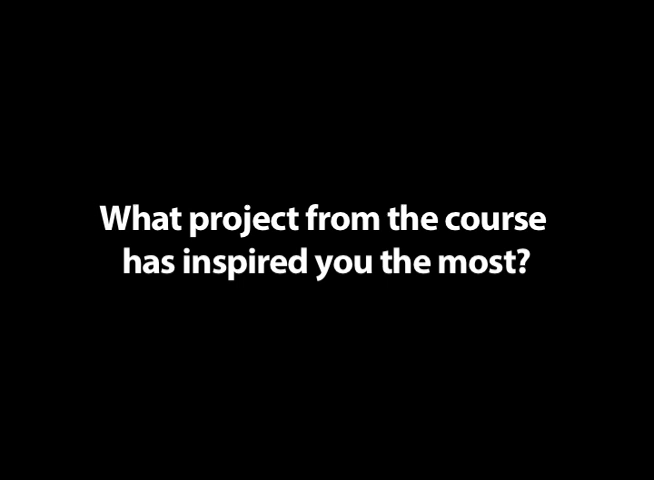 What project from the course
has inspired you the most?